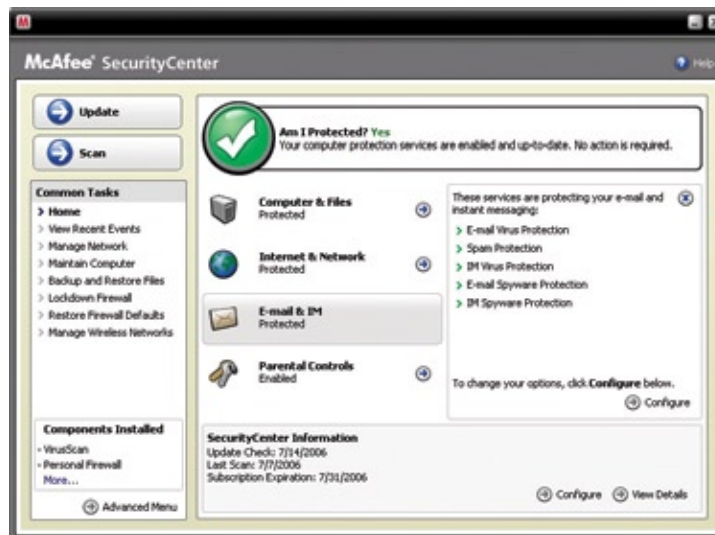 McAfee® SecurityCenter
Help
Update
Scan
Common Tasks
Home
View Recent Events
Manage Network
Maintain Computer
Backup and Restore Files
Lockdown Firewall
Restore Firewall Defaults
Manage Wireless Networks
Components Installed
VirusScan
Personal Firewall
More...
Advanced Menu
Am I Protected? Yes
Your computer protection services are enabled and up-to-date. No action is required.
Computer & Files
Protected
Internet & Network
Protected
E-mail & IM
Protected
Parental Controls
Enabled
These services are protecting your e-mail and
instant messaging:
E-mail Virus Protection
Spam Protection
IM Virus Protection
E-mail Spyware Protection
IM Spyware Protection
To change your options, click Configure below.
Configure
SecurityCenter Information
Update Check: 7/14/2006
Last Scan: 7/7/2006
Subscription Expiration: 7/31/2006
Configure
View Details